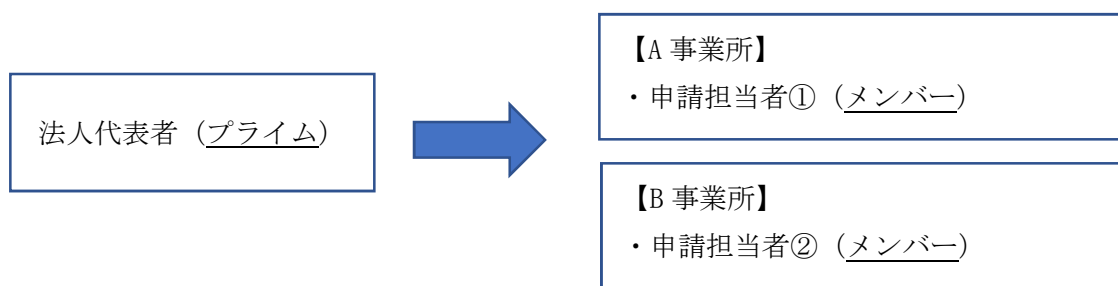 法人代表者（プライム）
【A 事業所】
・申請担当者①（メンバー）
【B 事業所】
・申請担当者②（メンバー）